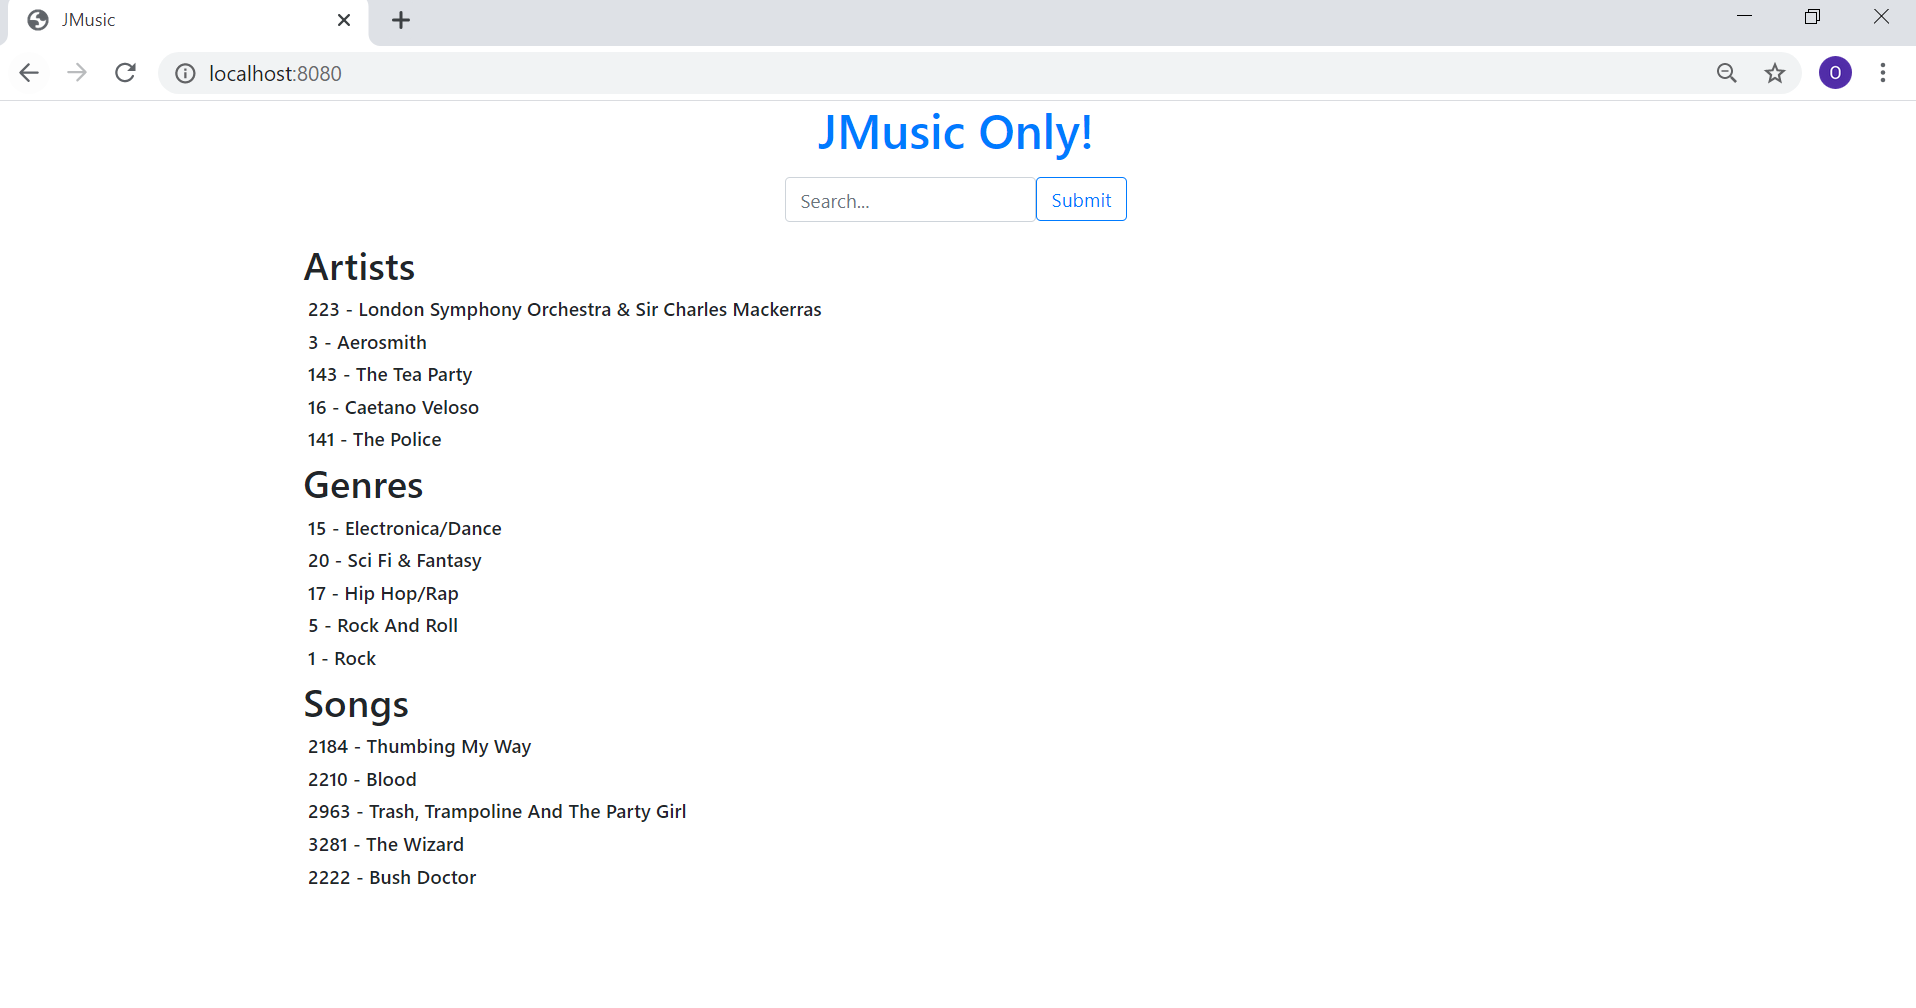 JMusic
localhost:8080
O
JMusic Only!
Search...
Submit
Artists
223 - London Symphony Orchestra & Sir Charles Mackerras
3 - Aerosmith
143 - The Tea Party
16 - Caetano Veloso
141 - The Police
Genres
15 - Electronica/Dance
20 - Sci Fi & Fantasy
17 - Hip Hop/Rap
5 - Rock And Roll
1 - Rock
Songs
2184 - Thumbing My Way
2210 - Blood
2963 - Trash, Trampoline And The Party Girl
3281 - The Wizard
2222 - Bush Doctor